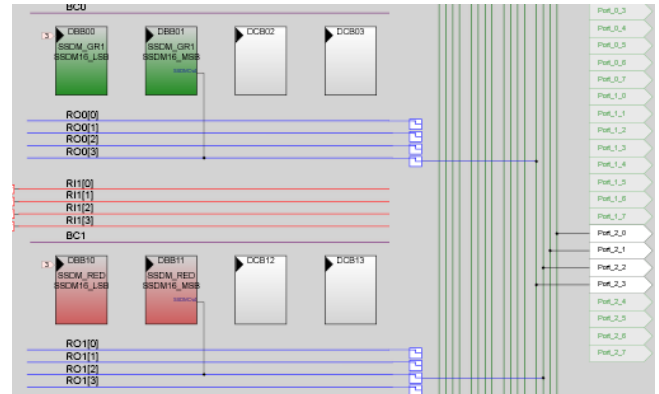 BC0
DBB00
SSDM_GR1
SSDM16_LSB
DBB01
SSDM_GR1
SSDM16_MSB
DCB02
DCB03
RO0[0]
RO0[1]
RO0[2]
RO0[3]
RI1[0]
RI1[1]
RI1[2]
RI1[3]
BC1
DBB10
SSDM_RED
SSDM16_LSB
DBB11
SSDM_RED
SSDM16_MSB
DCB12
DCB13
RO1[0]
RO1[1]
RO1[2]
RO1[3]
Port_0_3
Port_0_4
Port_0_5
Port_0_6
Port_0_7
Port_1_0
Port_1_1
Port_1_2
Port_1_3
Port_1_4
Port_1_5
Port_1_6
Port_1_7
Port_2_0
Port_2_1
Port_2_2
Port_2_3
Port_2_4
Port_2_5
Port_2_6
Port_2_7